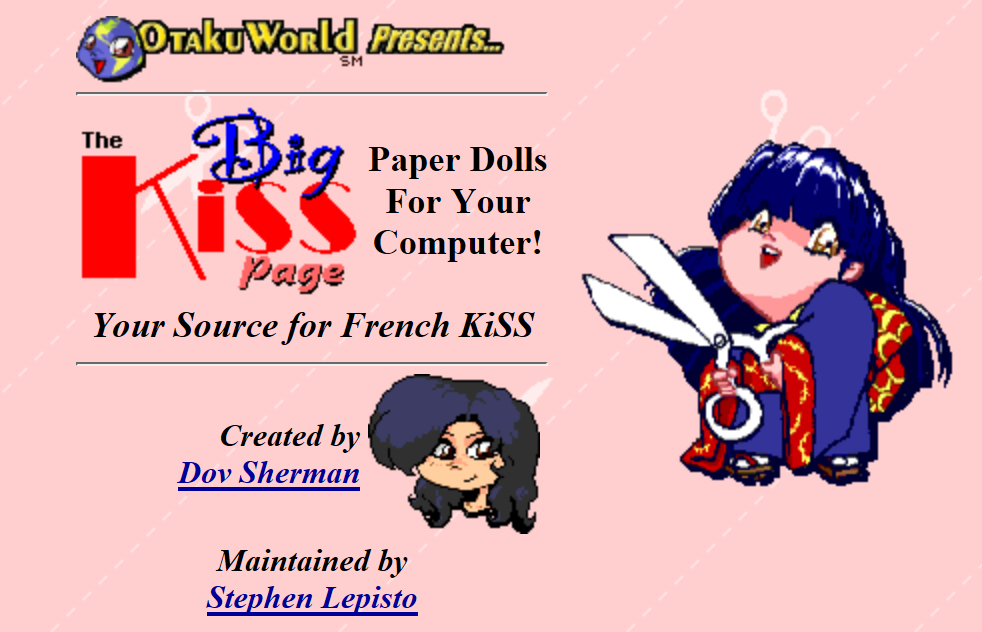 OTAKUWORLD Presents...
SM
The
Big
KiSS
Page
Paper Dolls
For Your
Computer!
Your Source for French KiSS
Created by
Dov Sherman
Maintained by
Stephen Lepisto